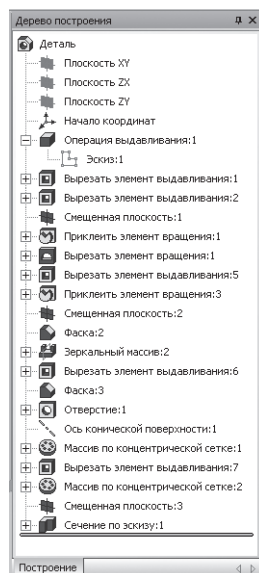 Дерево построения
Деталь
Плоскость XY
Плоскость ZX
Плоскость ZY
Начало координат
Операция выдавливания:1
Эскиз:1
Вырезать элемент выдавливания:1
Вырезать элемент выдавливания:2
Смещенная плоскость:1
Приклеить элемент вращения:1
Вырезать элемент вращения:1
Вырезать элемент выдавливания:5
Приклеить элемент вращения:3
Смещенная плоскость:2
Фаска:2
Зеркальный массив:2
Вырезать элемент выдавливания:6
Фаска:3
Отверстие:1
Ось конической поверхности:1
Массив по концентрической сетке:1
Вырезать элемент выдавливания:7
Массив по концентрической сетке:2
Смещенная плоскость:3
Сечение по эскизу:1
Построение